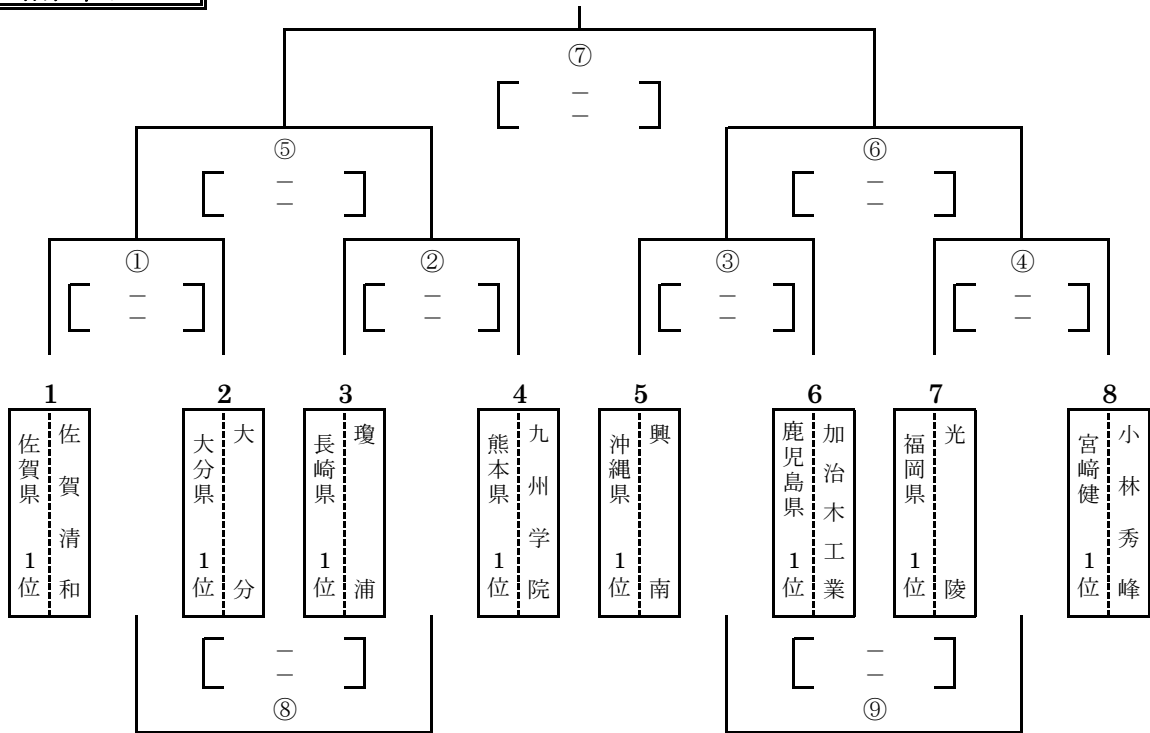 ⑦
－
－
⑤
⑥
－
－
－
－
①
②
③
④
－
－
－
－
－
－
－
－
1
2
3
4
5
6
7
8
佐賀県 1位
佐賀清和
大分県 1位
大分
長崎県 1位
瓊浦
熊本県 1位
九州学院
沖縄県 1位
興南
鹿児島県 1位
加治木工業
福岡県 1位
光陵
宮﨑健 1位
小林秀峰
－
－
－
－
⑧
⑨